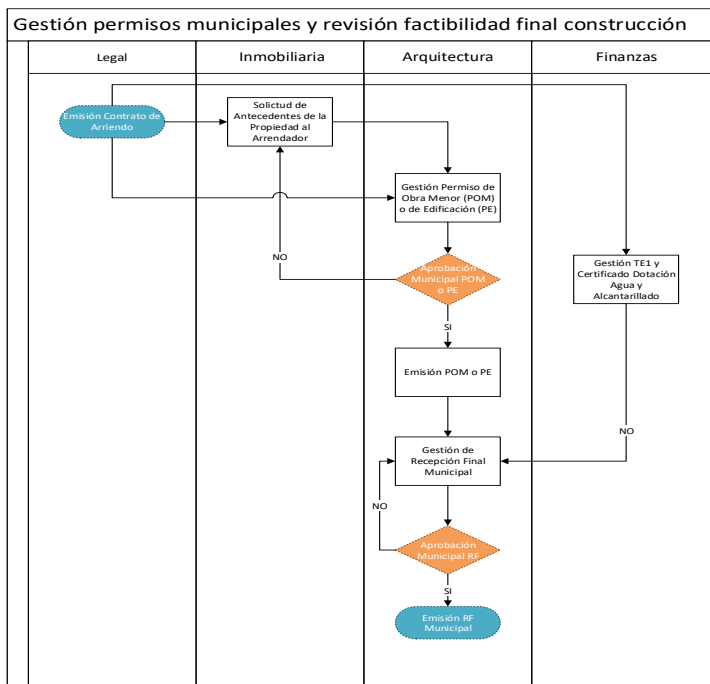 Gestión permisos municipales y revisión factibilidad final construcción
Legal
Inmobiliaria
Arquitectura
Finanzas
Emisión Contrato de
Arriendo
Solictud de
Antecedentes de la
Propiedad al
Arrendador
Gestión Permiso de
Obra Menor (POM)
o de Edificación (PE)
NO
Aprobación
Municipal POM
o PE
Gestión TE1 y
Certificado Dotación
Agua y
Alcantarillado
SI
Emisión POM o PE
NO
Gestión de
Recepción Final
Municipal
NO
Aprobación
Municipal RF
SI
Emisión RF
Municipal